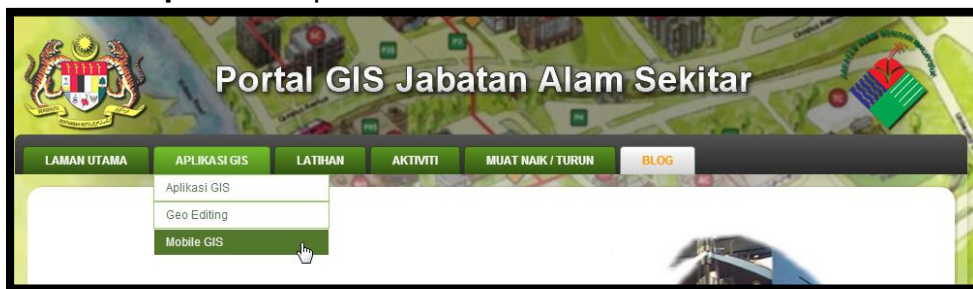 Portal GIS Jabatan Alam Sekitar
LAMAN UTAMA APLIKASI GIS LATIHAN AKTIVITI MUAT NAIK / TURUN BLOG
Aplikasi GIS
Geo Editing
Mobile GIS